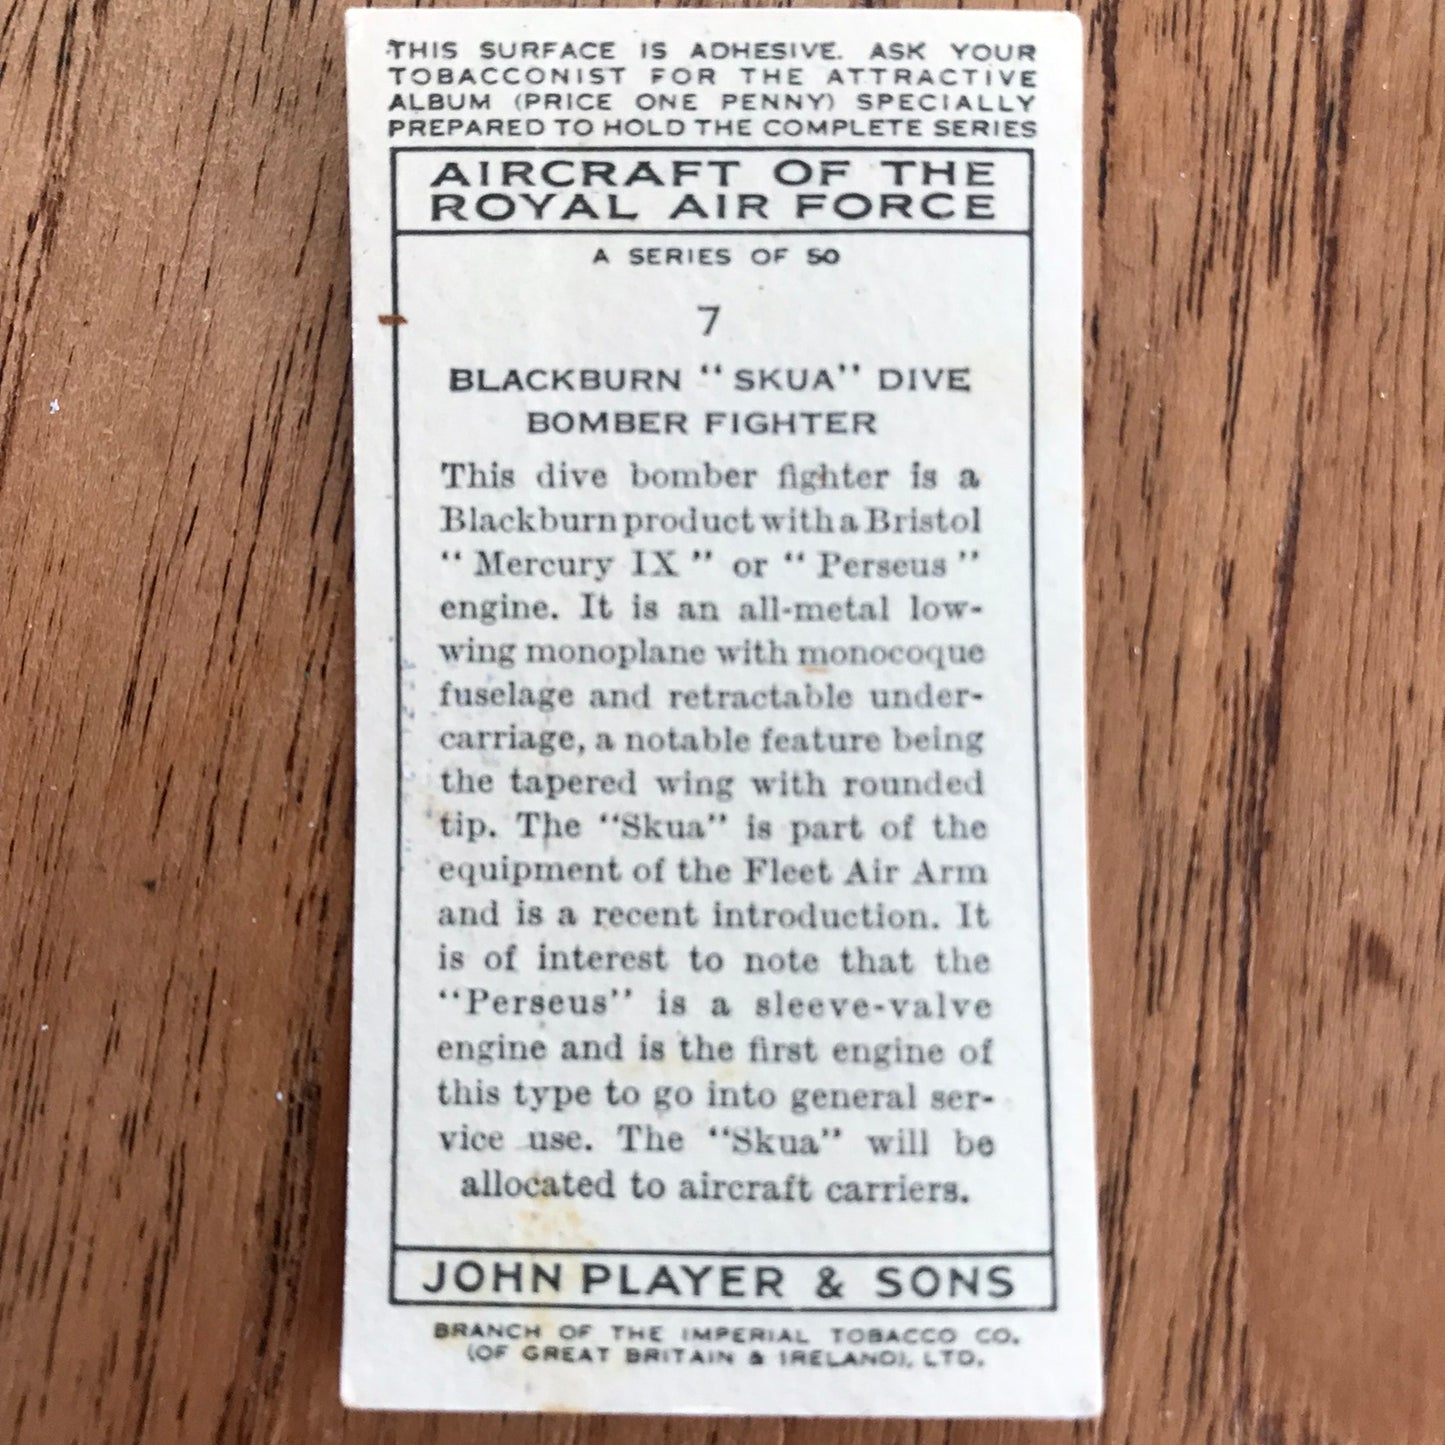 THIS SURFACE IS ADHESIVE. ASK YOUR
TOBACCONIST FOR THE ATTRACTIVE
ALBUM (PRICE ONE PENNY) SPECIALLY
PREPARED TO HOLD THE COMPLETE SERIES
AIRCRAFT OF THE
ROYAL AIR FORCE
A SERIES OF 50
7
BLACKBURN "SKUA" DIVE
BOMBER FIGHTER
This dive bomber fighter is a
Blackburn product with a Bristol
"Mercury IX" or "Perseus"
engine. It is an all-metal low-
wing monoplane with monocoque
fuselage and retractable under-
carriage, a notable feature being
the tapered wing with rounded
tip. The "Skua" is part of the
equipment of the Fleet Air Arm
and is a recent introduction. It
is of interest to note that the
"Perseus" is a sleeve-valve
engine and is the first engine of
this type to go into general ser-
vice use. The "Skua" will be
allocated to aircraft carriers.
JOHN PLAYER & SONS
BRANCH OF THE IMPERIAL TOBACCO CO.
(OF GREAT BRITAIN & IRELAND), LTD.